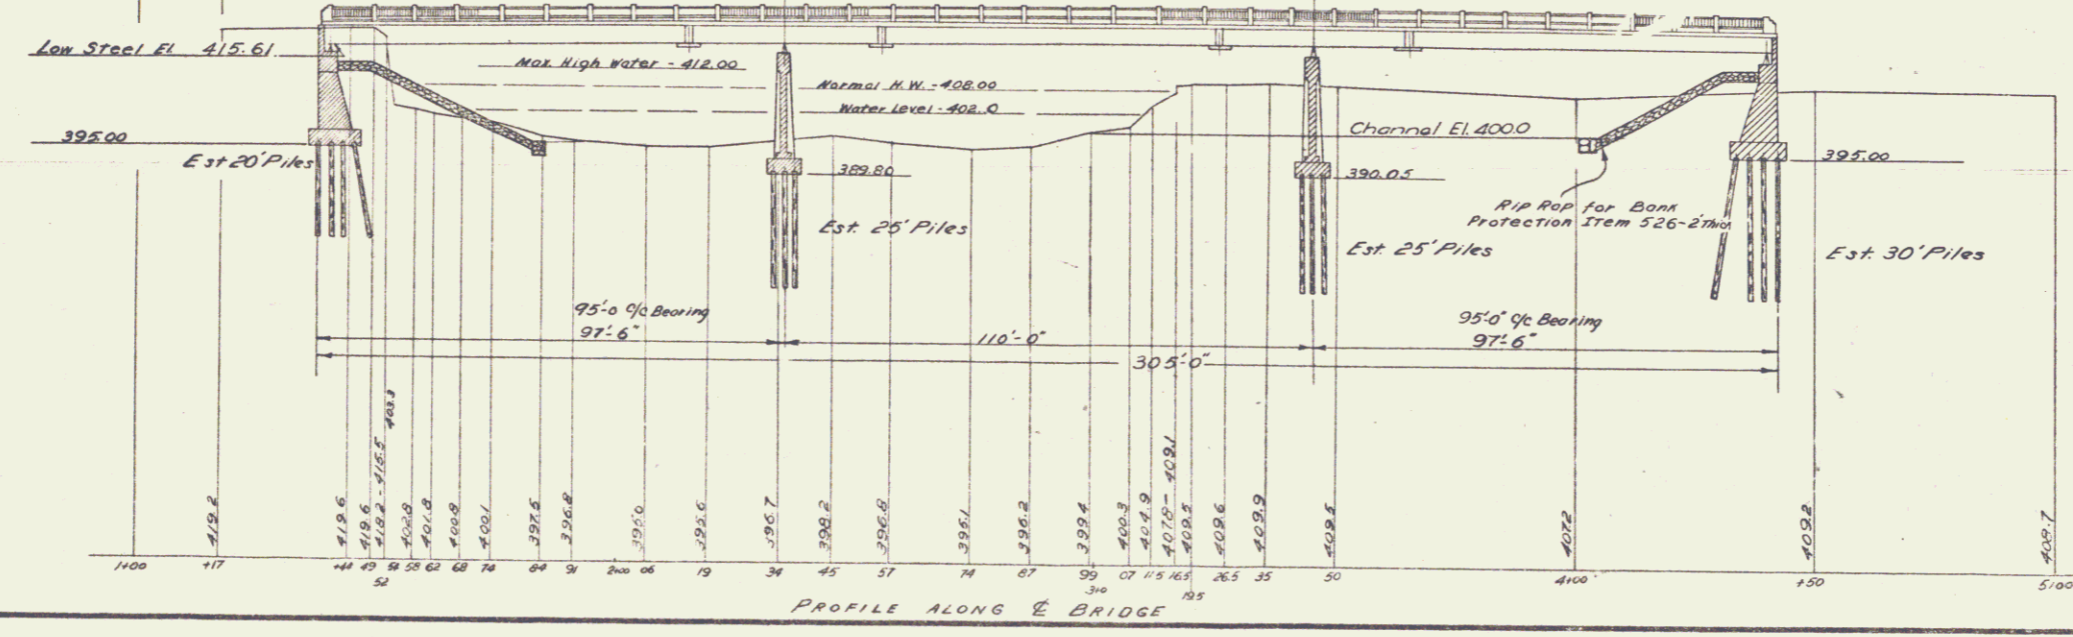 Low Steel El. 415.61
Max. High Water - 412.00
Normal H.W. - 408.00
Water Level - 402.0
Channel El. 400.0
395.00
Est 20' Piles
389.80
390.05
395.00
Rip Rap for Bank
Protection Item 526-2' Thick
Est. 25' Piles
Est. 25' Piles
Est. 30' Piles
95'-0 c/c Bearing
97'-6"
110'-0"
95'-0" c/c Bearing
97'-6"
305'-0"
419.2
419.6
419.6
418.2 - 415.5
403.3
402.8
401.8
400.8
400.1
397.5
396.8
395.0
395.6
396.7
398.2
396.8
395.1
396.2
399.4
400.3
404.9
407.8 - 409.1
409.5
409.6
409.9
409.5
407.2
409.2
408.7
1+00 +17 +44 49 54 58 62 68 74 84 91 2+00 06 19 34 45 57 74 87 99 07 11.5 16.5 26.5 35 50 4+00 +50 5+00
52 3+0 19.5
PROFILE ALONG ℄ BRIDGE